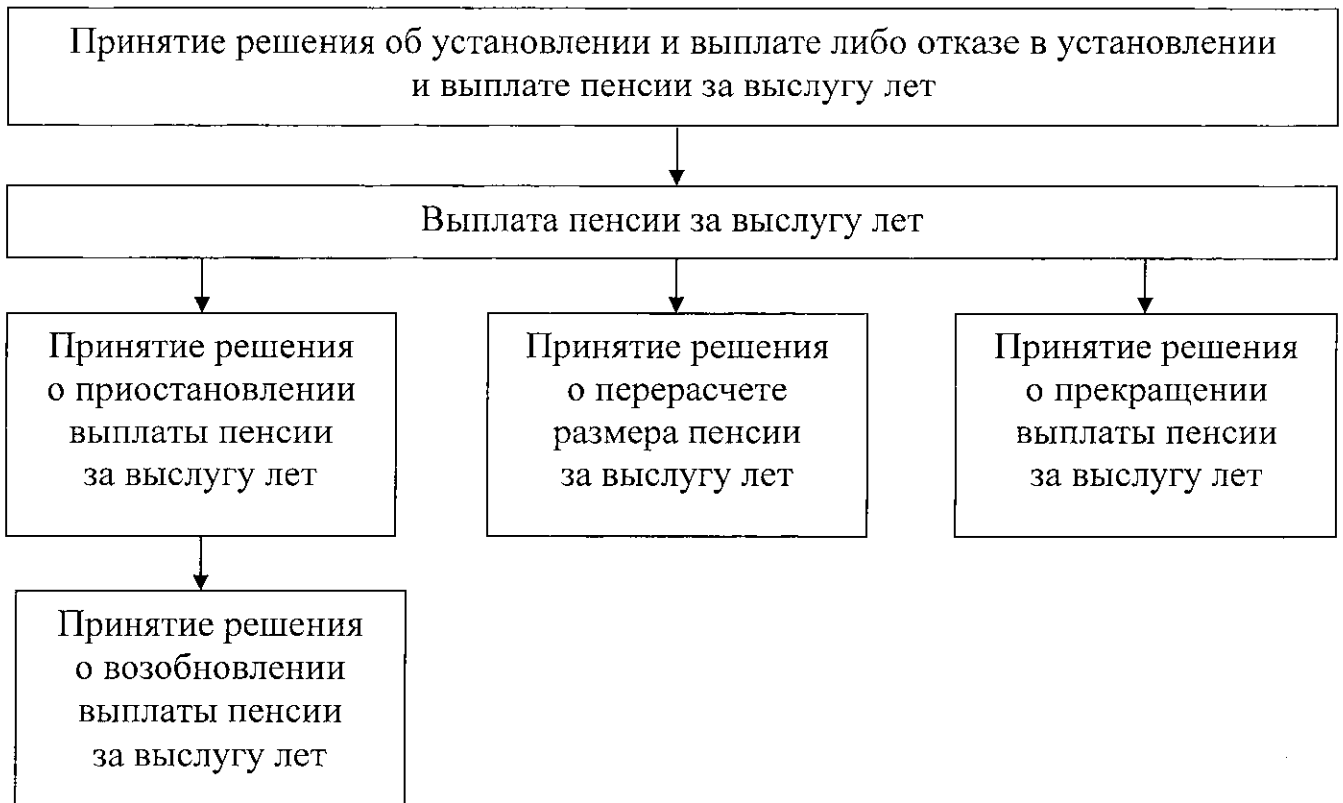 Принятие решения об установлении и выплате либо отказе в установлении
и выплате пенсии за выслугу лет
Выплата пенсии за выслугу лет
Принятие решения
о приостановлении
выплаты пенсии
за выслугу лет
Принятие решения
о перерасчете
размера пенсии
за выслугу лет
Принятие решения
о прекращении
выплаты пенсии
за выслугу лет
Принятие решения
о возобновлении
выплаты пенсии
за выслугу лет